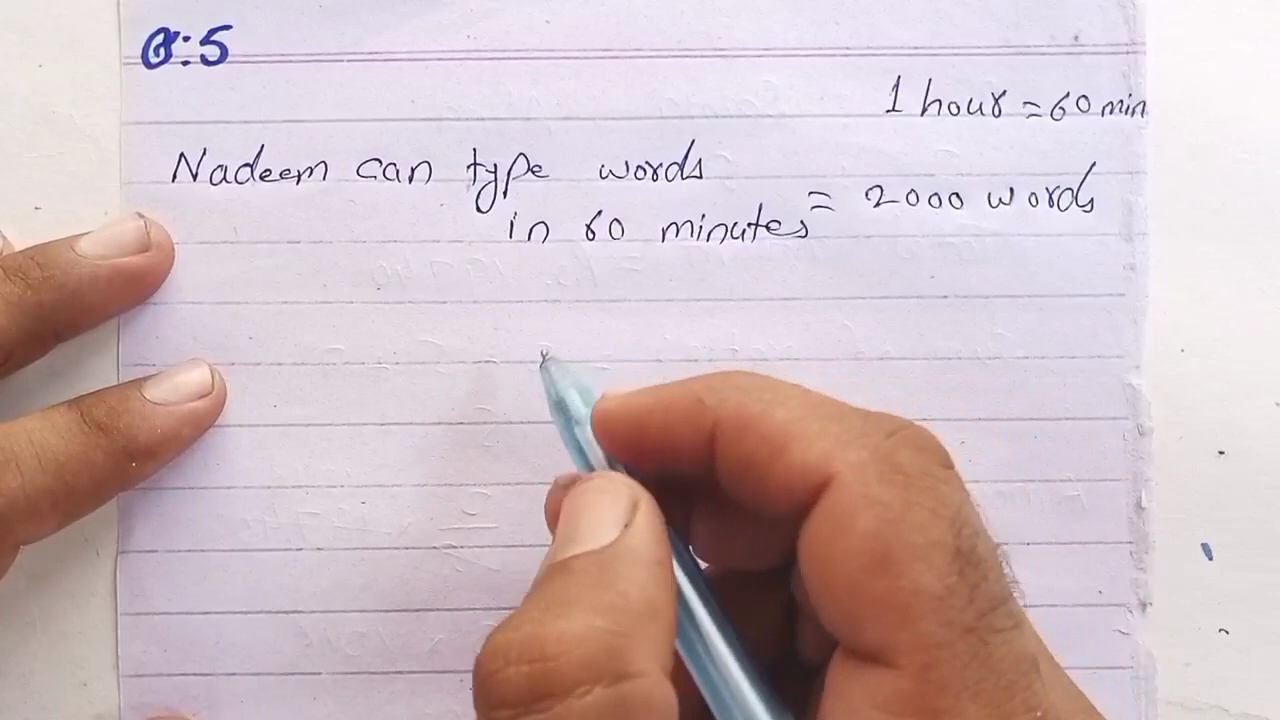 Q:5
1 hour = 60 min
Nadeem can type words
in 60 minutes = 2000 words